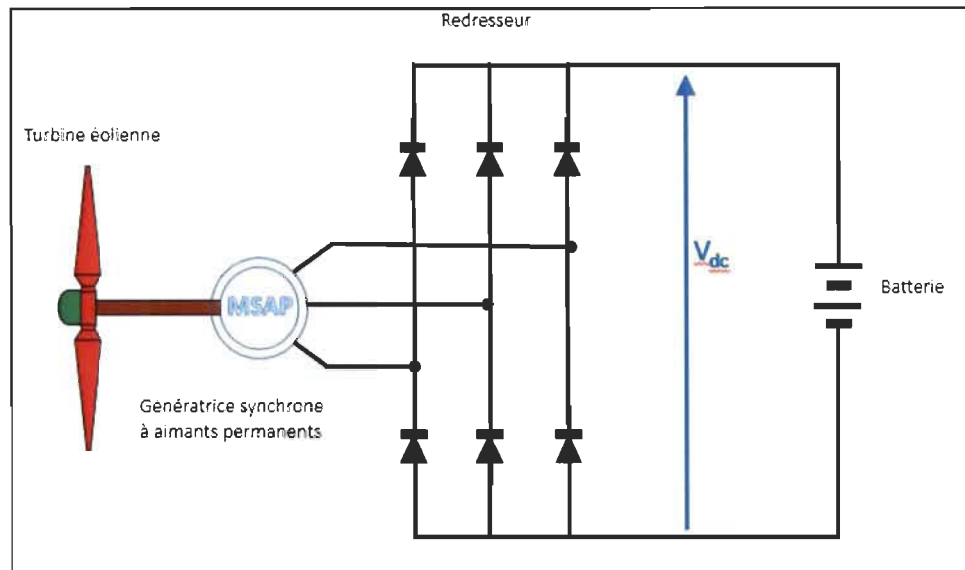 Redresseur
Turbine éolienne
MSAP
Vdc
Batterie
Génératrice synchrone
à aimants permanents